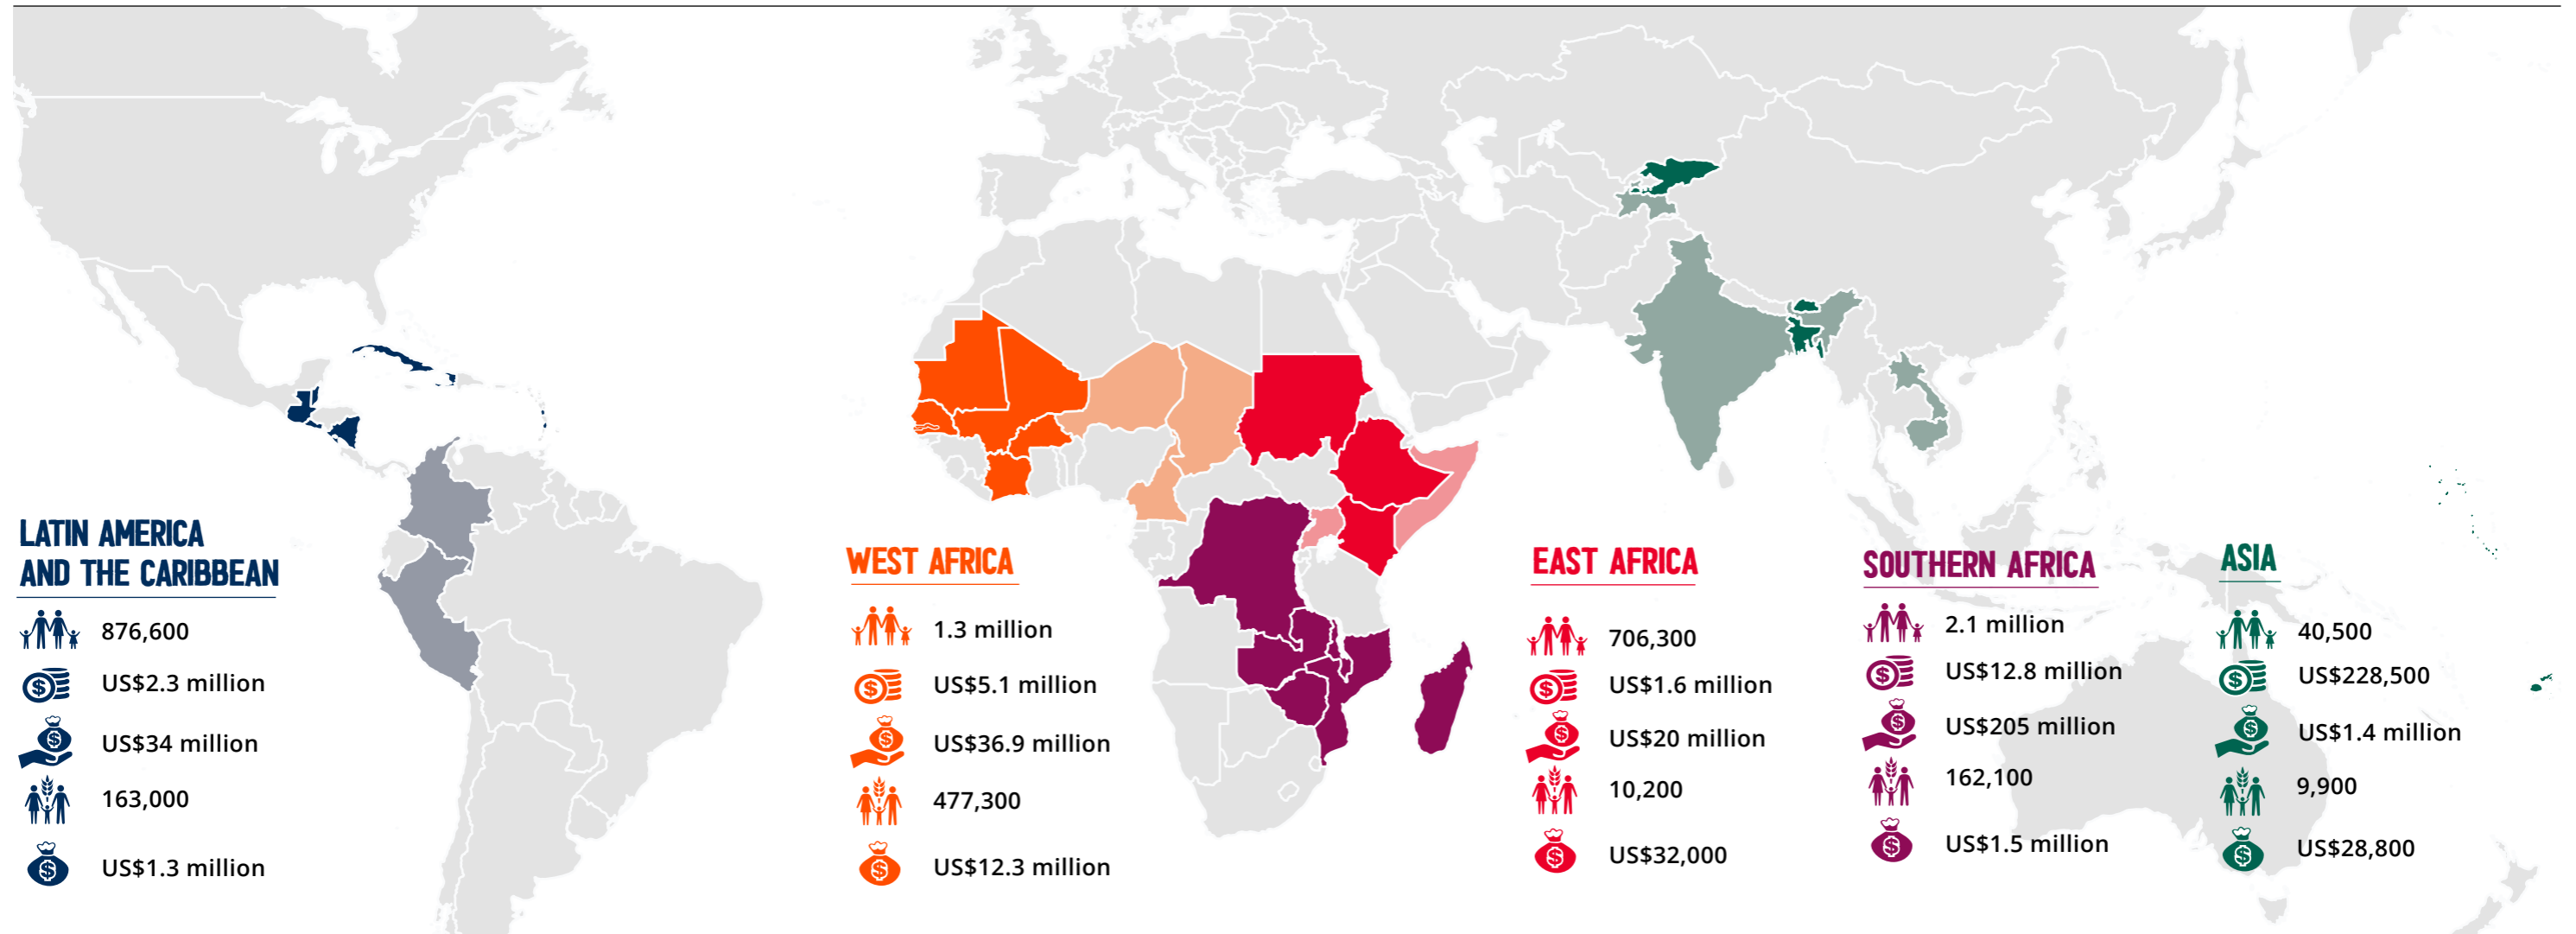 LATIN AMERICA
AND THE CARIBBEAN
876,600
US$2.3 million
US$34 million
163,000
US$1.3 million
WEST AFRICA
1.3 million
US$5.1 million
US$36.9 million
477,300
US$12.3 million
EAST AFRICA
706,300
US$1.6 million
US$20 million
10,200
US$32,000
SOUTHERN AFRICA
2.1 million
US$12.8 million
US$205 million
162,100
US$1.5 million
ASIA
40,500
US$228,500
US$1.4 million
9,900
US$28,800